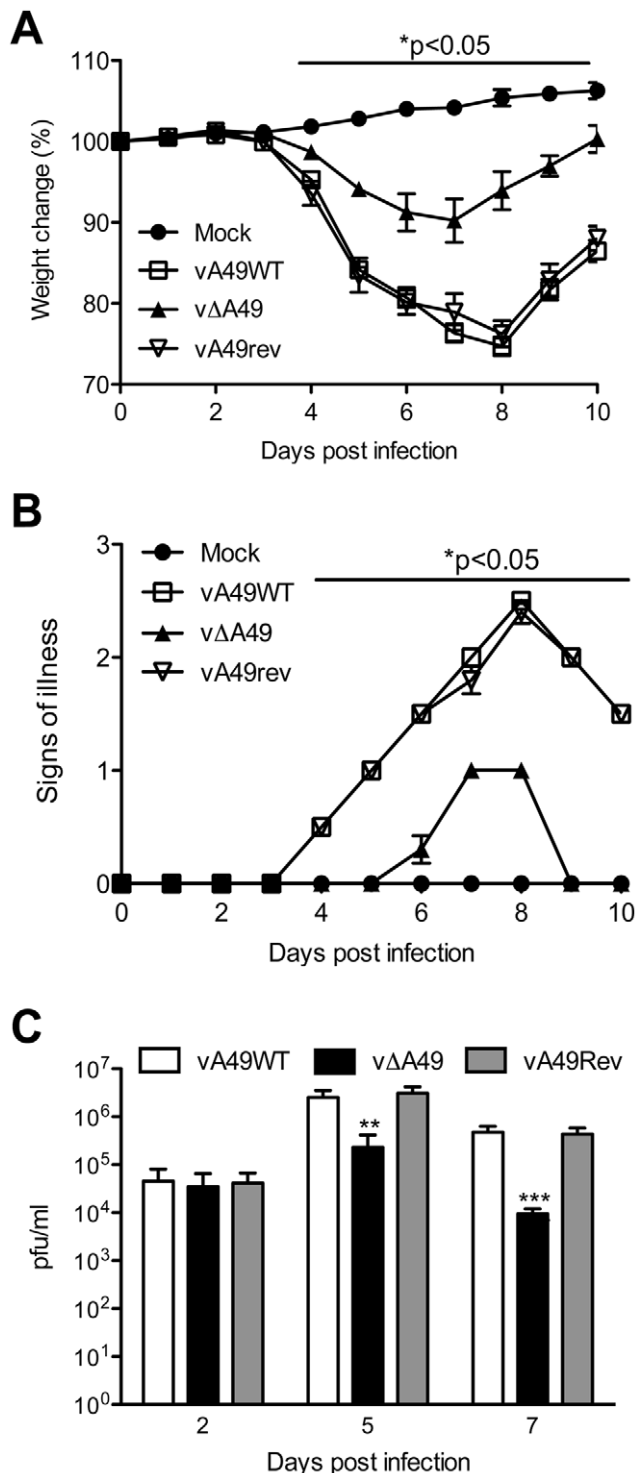 A
*p<0.05
110
100
90
80
70
Weight change (%)
Mock
vA49WT
vΔA49
vA49rev
0 2 4 6 8 10
Days post infection
B
3
2
1
0
Signs of illness
Mock
vA49WT
vΔA49
vA49rev
*p<0.05
0 2 4 6 8 10
Days post infection
C
vA49WT vΔA49 vA49Rev
10⁷
10⁶
10⁵
10⁴
10³
10²
10¹
10⁰
pfu/ml
**
***
2 5 7
Days post infection